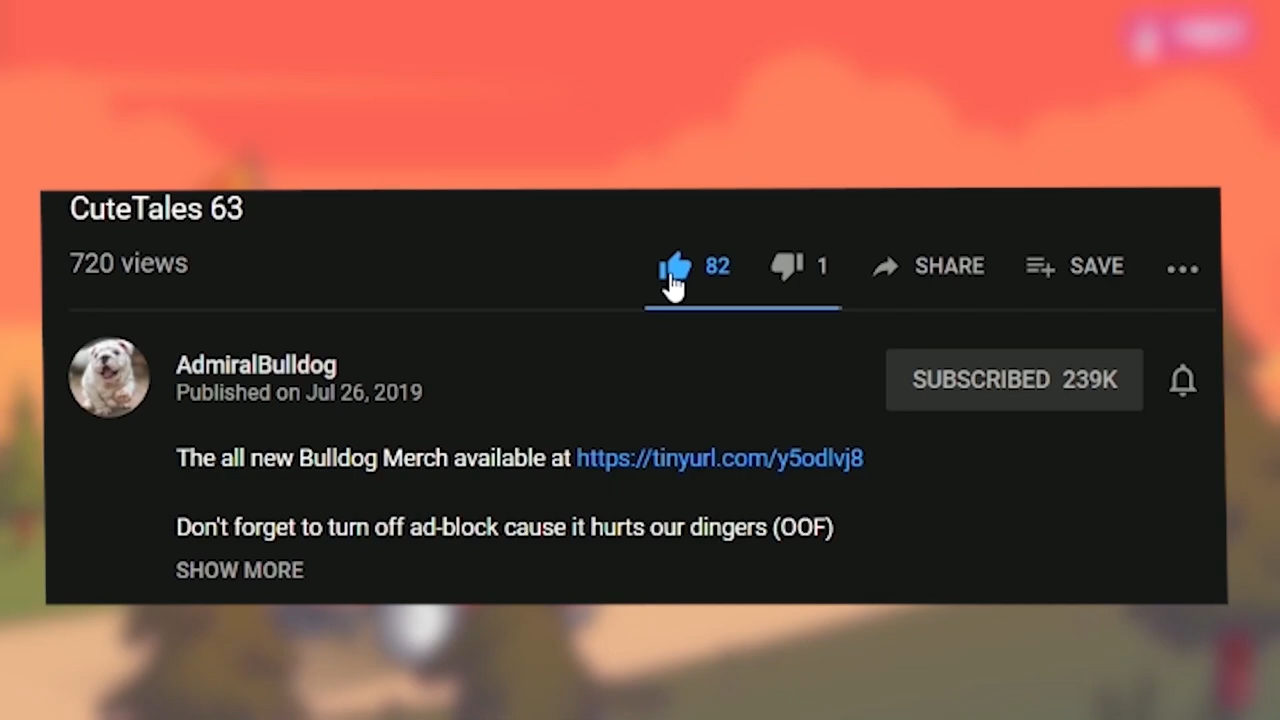 CuteTales 63
720 views
82 1 SHARE SAVE
AdmiralBulldog
Published on Jul 26, 2019
SUBSCRIBED 239K
The all new Bulldog Merch available at https://tinyurl.com/y5odlvj8
Don't forget to turn off ad-block cause it hurts our dingers (OOF)
SHOW MORE